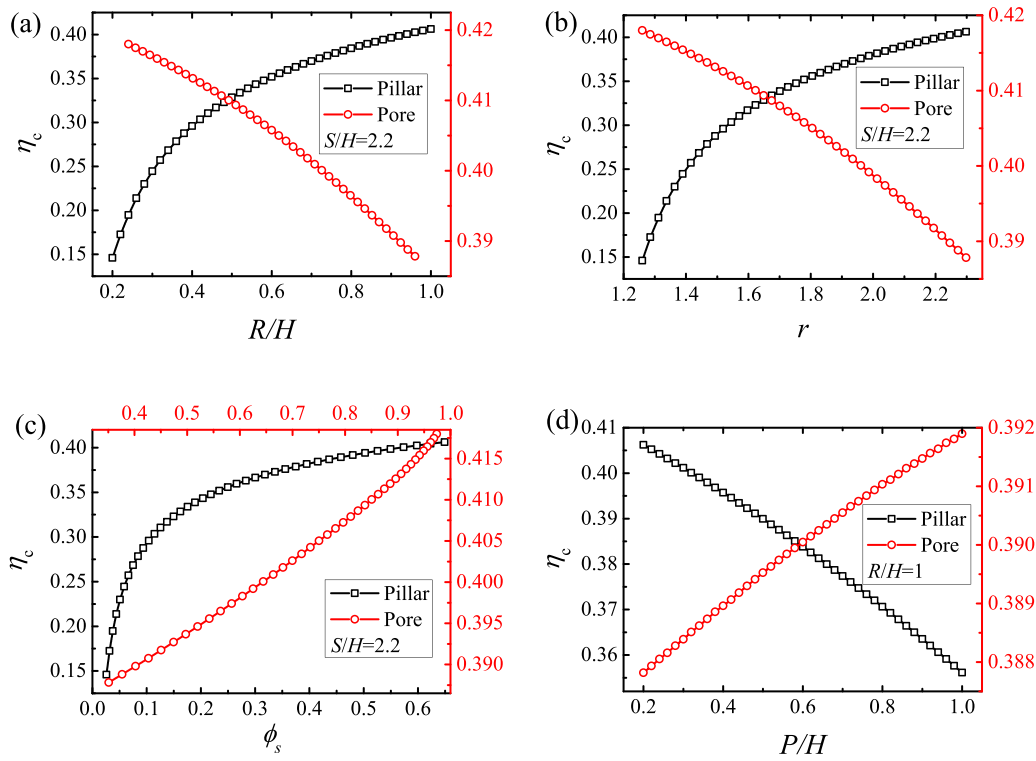 (a)
0.40
0.35
0.30
0.25
0.20
0.15
η_c
0.42
0.41
0.40
0.39
0.2 0.4 0.6 0.8 1.0
R/H
Pillar
Pore
S/H=2.2
(b)
0.40
0.35
0.30
0.25
0.20
0.15
η_c
0.42
0.41
0.40
0.39
1.2 1.4 1.6 1.8 2.0 2.2
r
Pillar
Pore
S/H=2.2
(c)
0.4 0.5 0.6 0.7 0.8 0.9 1.0
0.40
0.35
0.30
0.25
0.20
0.15
η_c
0.415
0.410
0.405
0.400
0.395
0.390
0.0 0.1 0.2 0.3 0.4 0.5 0.6
ϕ_s
Pillar
Pore
S/H=2.2
(d)
0.41
0.40
0.39
0.38
0.37
0.36
η_c
0.392
0.391
0.390
0.389
0.388
0.2 0.4 0.6 0.8 1.0
P/H
Pillar
Pore
R/H=1